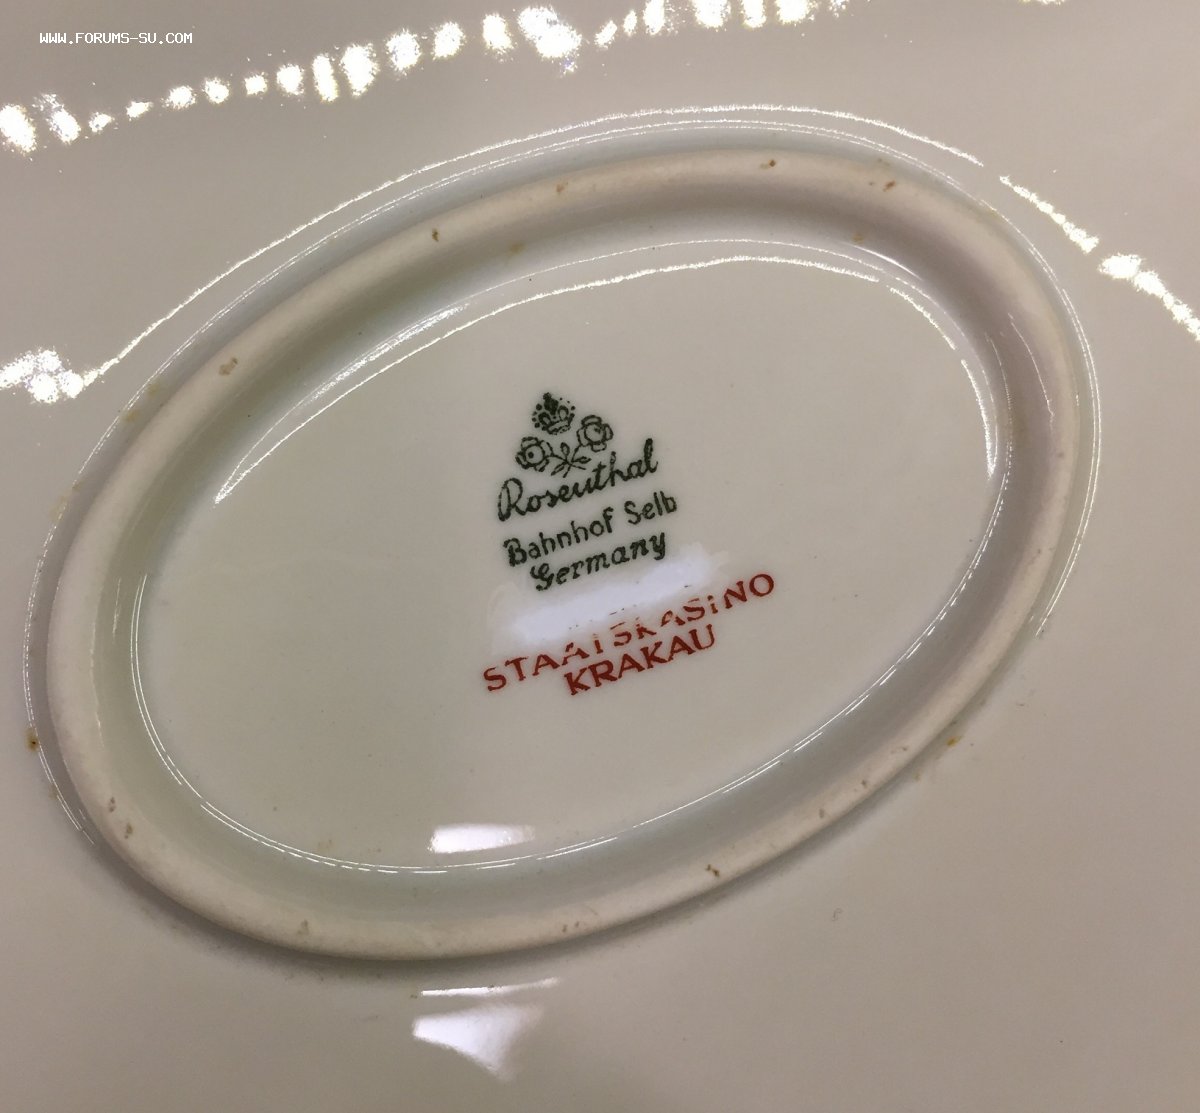 WWW.FORUMS-SU.COM
Rosenthal
Bahnhof Selb
Germany
STAATSKASiNO
KRAKAU